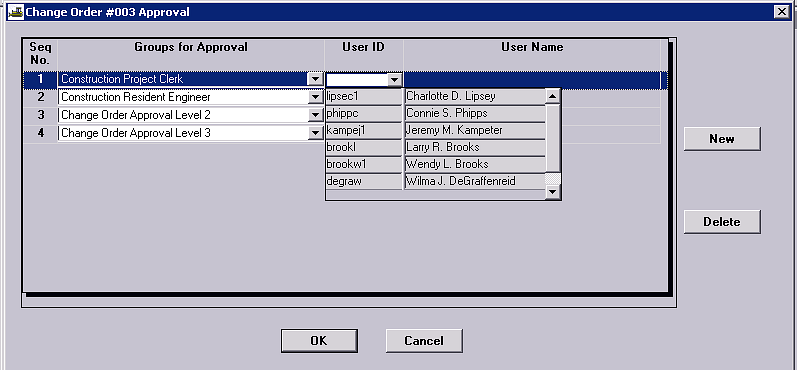 Change Order #003 Approval
Seq No. Groups for Approval User ID User Name
1 Construction Project Clerk
2 Construction Resident Engineer
3 Change Order Approval Level 2
4 Change Order Approval Level 3
lipsec1 Charlotte D. Lipsey
phippc Connie S. Phipps
kampej1 Jeremy M. Kampeter
brookl Larry R. Brooks
brookw1 Wendy L. Brooks
degraw Wilma J. DeGraffenreid
New
Delete
OK Cancel